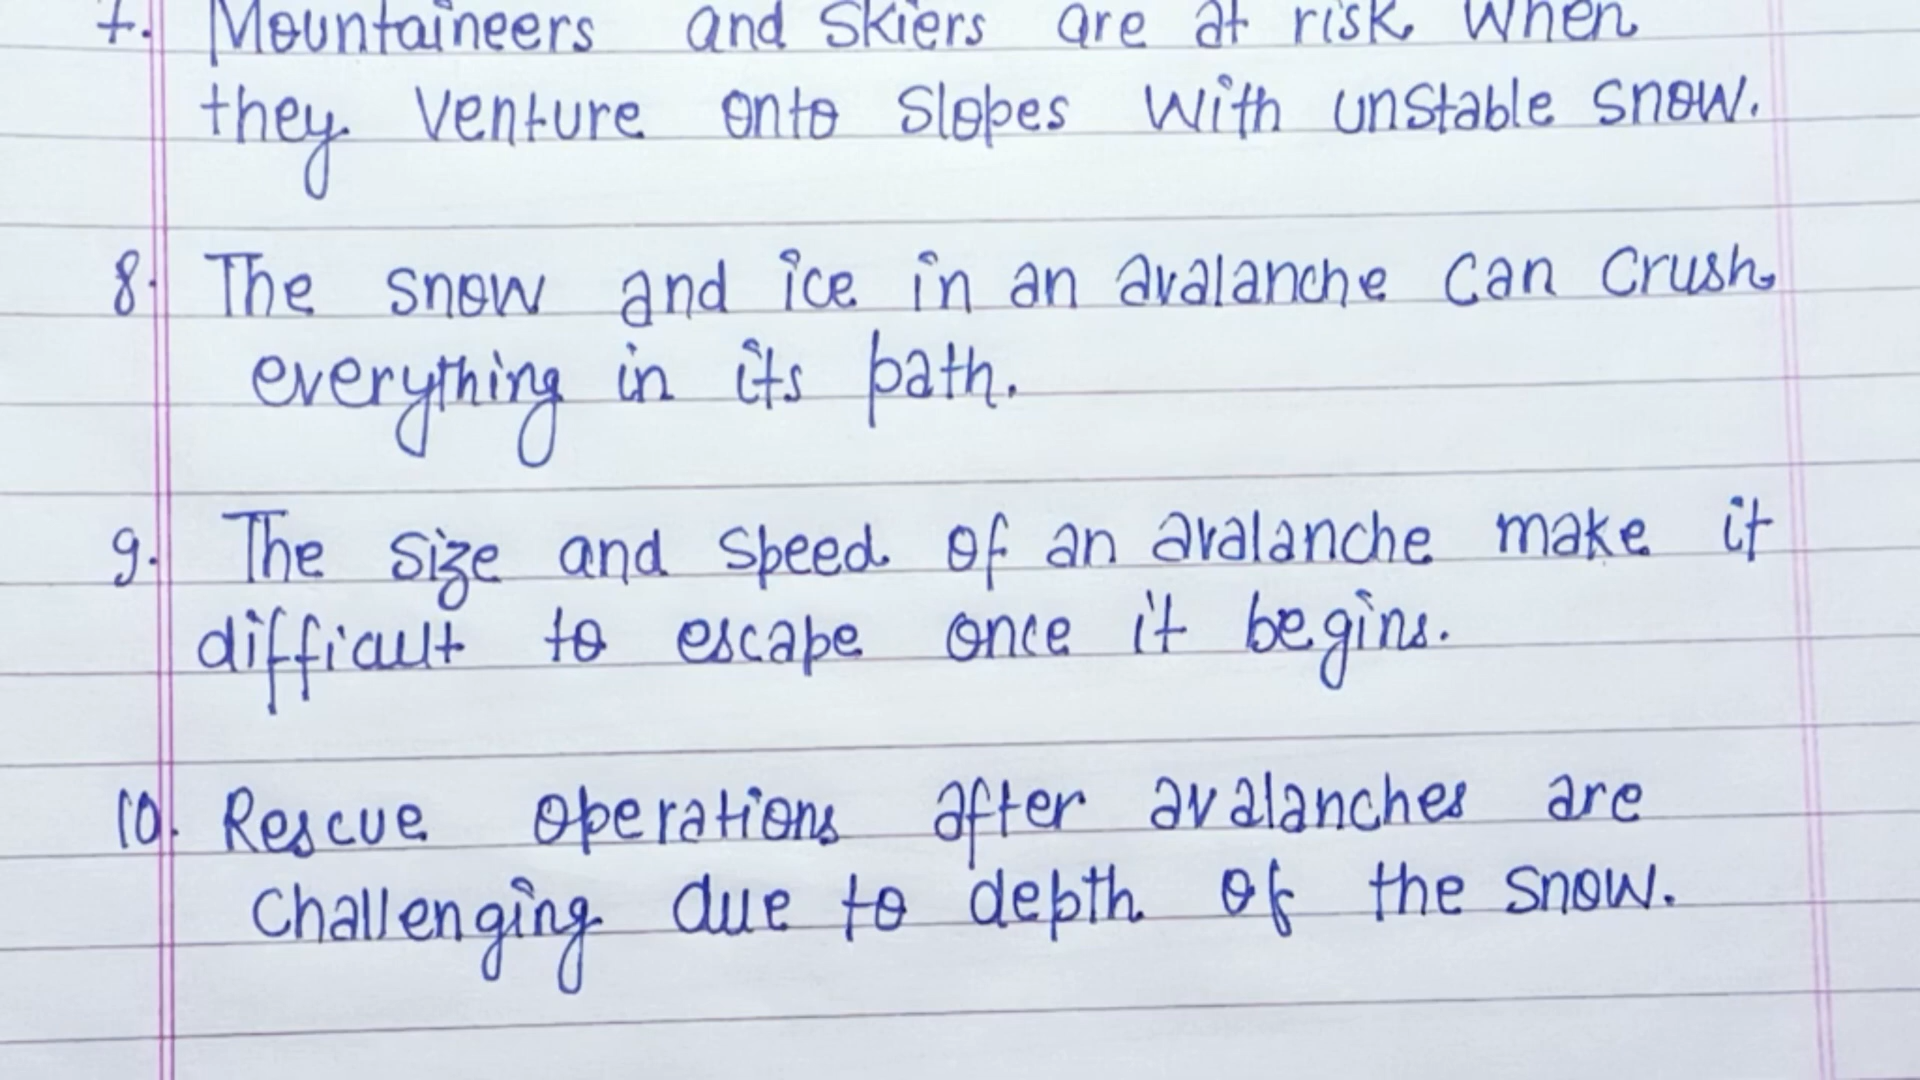 7. Mountaineers and Skiers are at risk when
they venture onto Slopes With unstable snow.
8. The snow and ice in an avalanche can crush
everything in its path.
9. The size and speed of an avalanche make it
difficult to escape once it begins.
10. Rescue operations after avalanches are
Challenging due to depth of the snow.